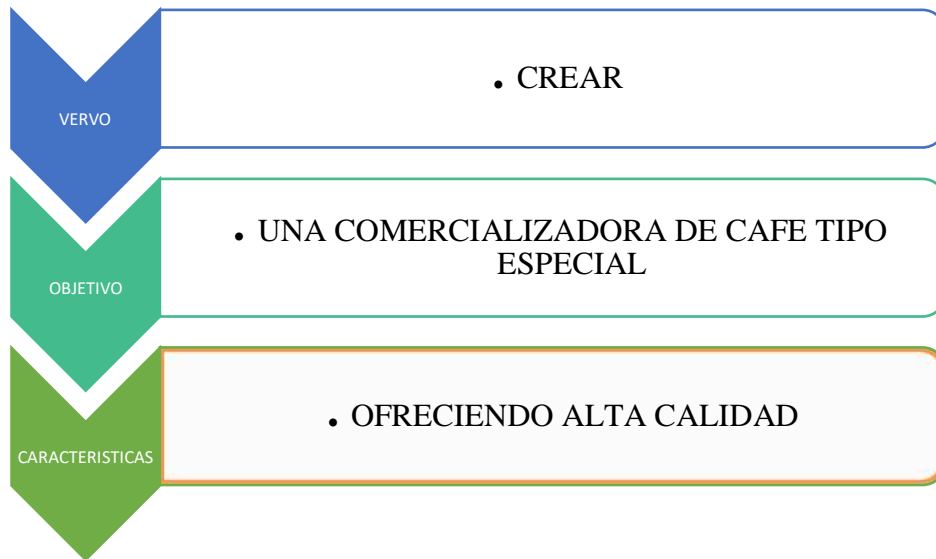 VERVO
• CREAR
OBJETIVO
• UNA COMERCIALIZADORA DE CAFE TIPO
ESPECIAL
CARACTERISTICAS
• OFRECIENDO ALTA CALIDAD